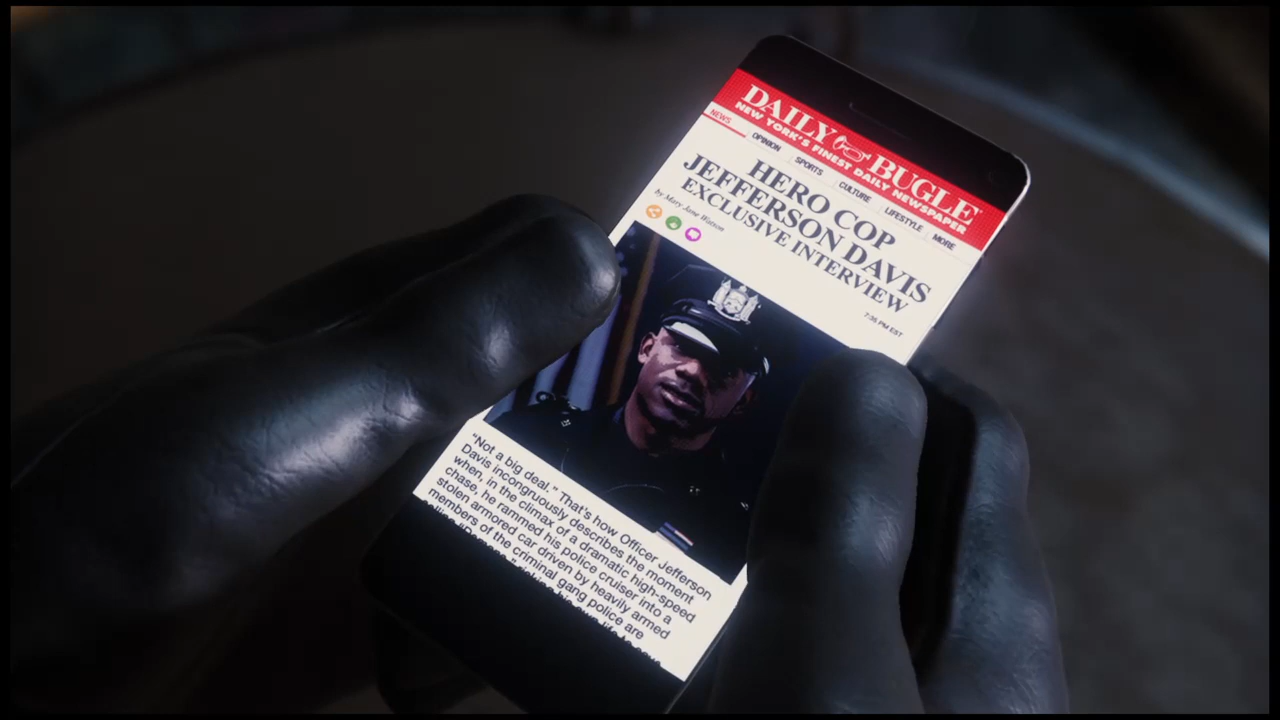 DAILY BUGLE
NEW YORK'S FINEST DAILY NEWSPAPER
NEWS OPINION SPORTS CULTURE LIFESTYLE MORE
HERO COP
JEFFERSON DAVIS
EXCLUSIVE INTERVIEW
by Mary Jane Watson
7:35 PM EST
"Not a big deal." That's how Officer Jefferson
Davis incongruously describes the moment
when, in the climax of a dramatic high-speed
chase, he rammed his police cruiser into a
stolen armored car driven by heavily armed
members of the criminal gang police are